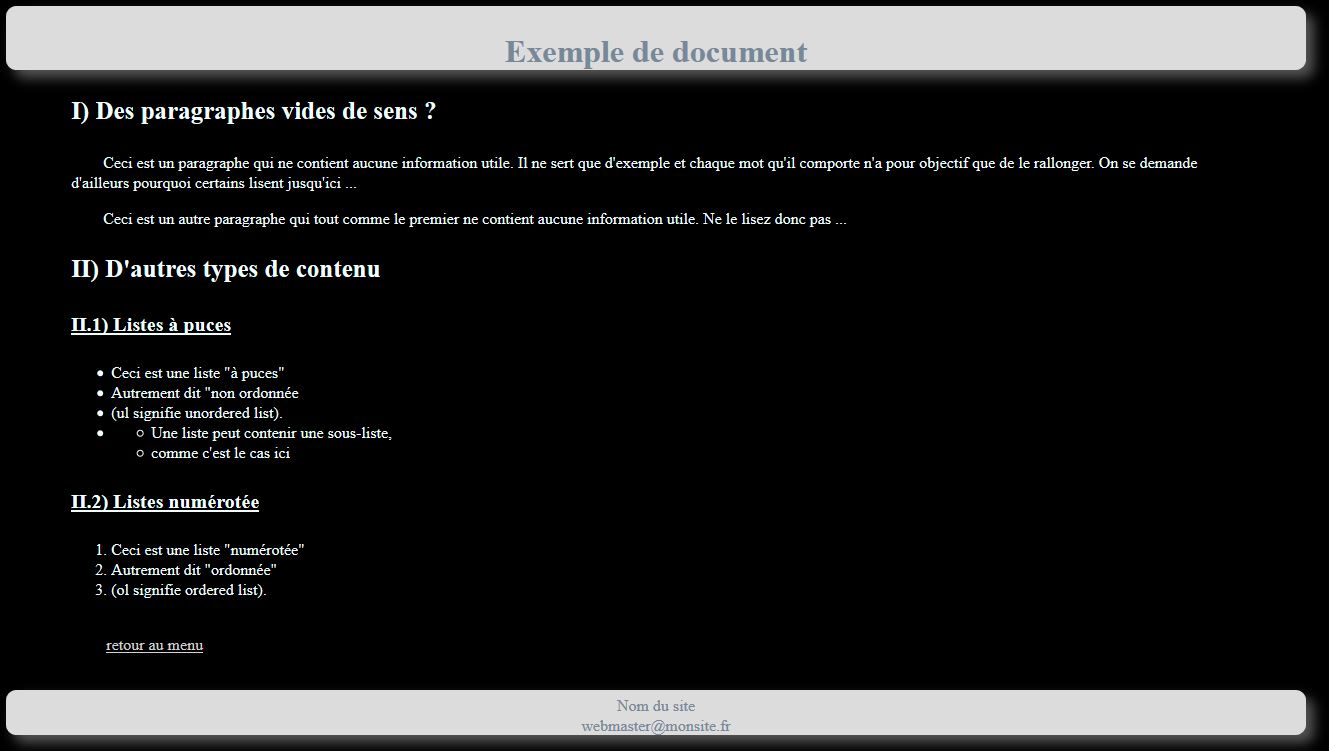 Exemple de document
I) Des paragraphes vides de sens ?
Ceci est un paragraphe qui ne contient aucune information utile. Il ne sert que d'exemple et chaque mot qu'il comporte n'a pour objectif que de le rallonger. On se demande
d'ailleurs pourquoi certains lisent jusqu'ici ...
Ceci est un autre paragraphe qui tout comme le premier ne contient aucune information utile. Ne le lisez donc pas ...
II) D'autres types de contenu
II.1) Listes à puces
• Ceci est une liste "à puces"
• Autrement dit "non ordonnée
• (ul signifie unordered list).
• ◦ Une liste peut contenir une sous-liste,
◦ comme c'est le cas ici
II.2) Listes numérotée
1. Ceci est une liste "numérotée"
2. Autrement dit "ordonnée"
3. (ol signifie ordered list).
retour au menu
Nom du site
webmaster@monsite.fr